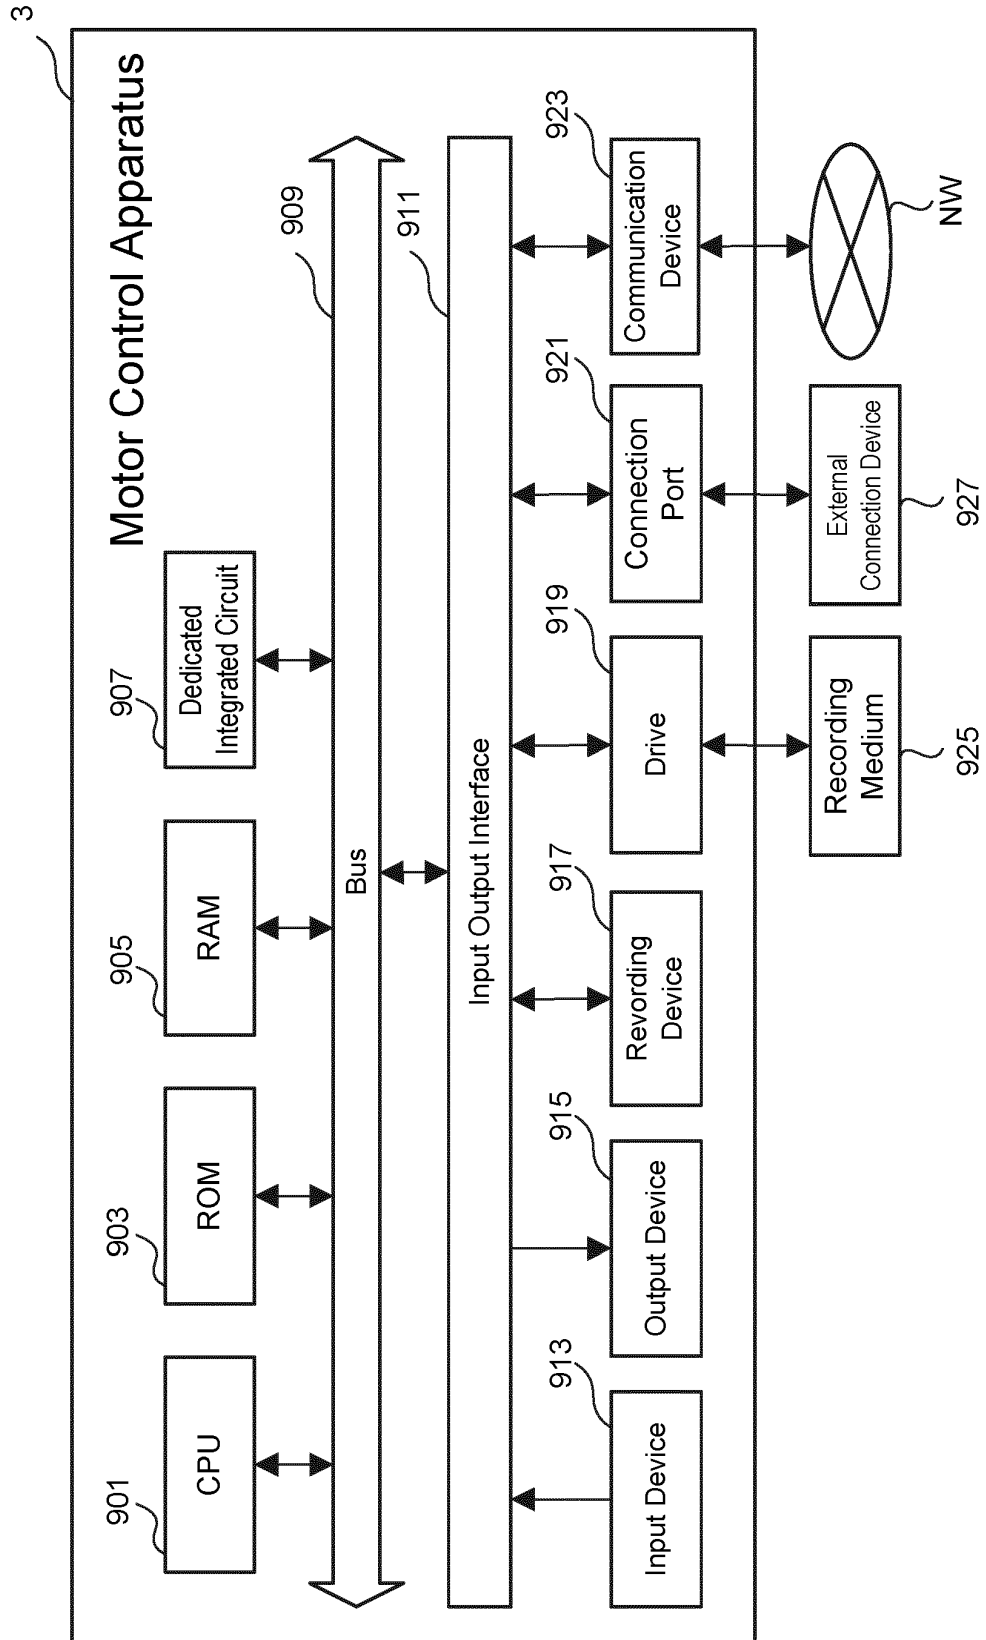 3
Motor Control Apparatus
901
903
905
907
CPU
ROM
RAM
Dedicated
Integrated Circuit
909
Bus
911
Input Output Interface
913
915
917
919
921
923
Input Device
Output Device
Revording
Device
Drive
Connection
Port
Communication
Device
Recording
Medium
External
Connection Device
925
927
NW